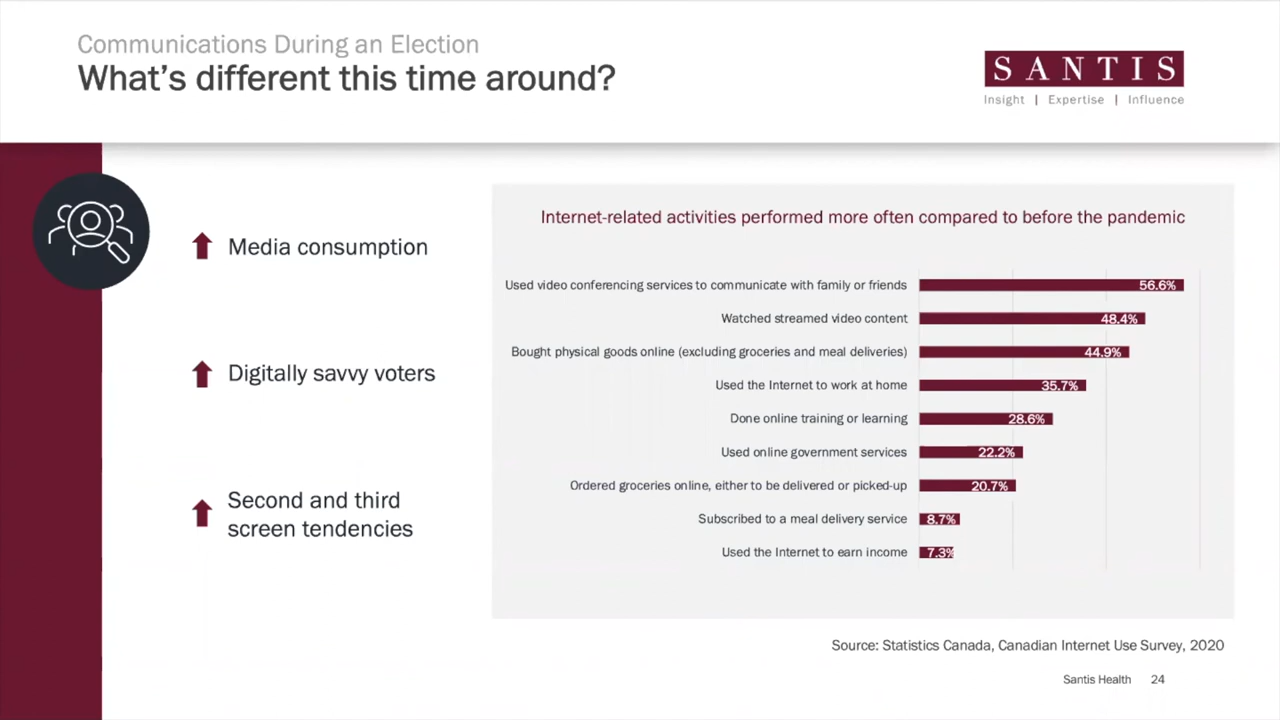 Communications During an Election
What's different this time around?
SANTIS
Insight | Expertise | Influence
Media consumption
Digitally savvy voters
Second and third
screen tendencies
Internet-related activities performed more often compared to before the pandemic
Used video conferencing services to communicate with family or friends 56.6%
Watched streamed video content 48.4%
Bought physical goods online (excluding groceries and meal deliveries) 44.9%
Used the Internet to work at home 35.7%
Done online training or learning 28.6%
Used online government services 22.2%
Ordered groceries online, either to be delivered or picked-up 20.7%
Subscribed to a meal delivery service 8.7%
Used the Internet to earn income 7.3%
Source: Statistics Canada, Canadian Internet Use Survey, 2020
Santis Health 24